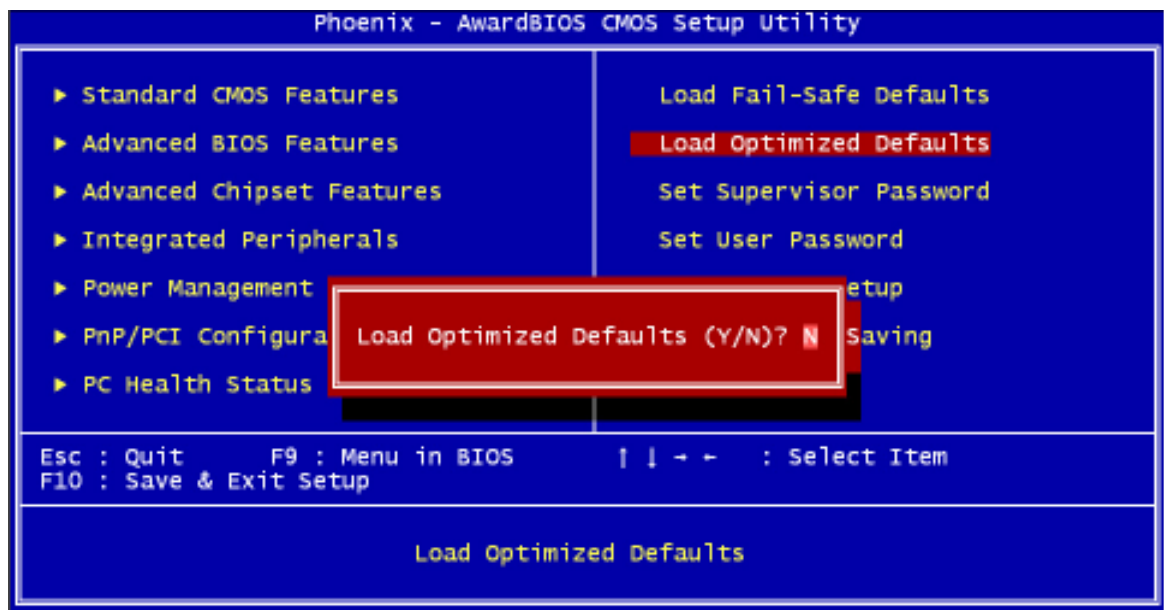 Phoenix - AwardBIOS CMOS Setup Utility
► Standard CMOS Features
► Advanced BIOS Features
► Advanced Chipset Features
► Integrated Peripherals
► Power Management
► PnP/PCI Configura
► PC Health Status
Load Fail-Safe Defaults
Load Optimized Defaults
Set Supervisor Password
Set User Password
etup
Saving
Load Optimized Defaults (Y/N)? N
Esc : Quit F9 : Menu in BIOS ↑ ↓ → ← : Select Item
F10 : Save & Exit Setup
Load Optimized Defaults